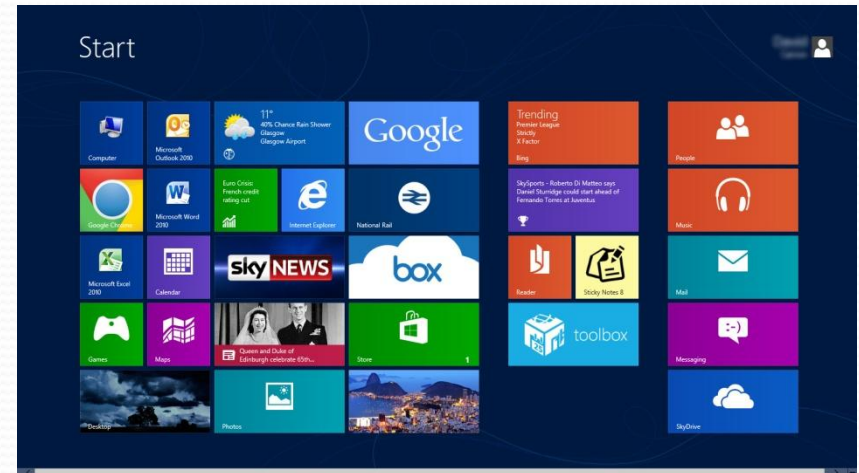 Start
Computer
Microsoft
Outlook 2010
11°
40% Chance Rain Shower
Glasgow
Glasgow Airport
Google
Trending
Premier League
Strictly
X Factor
Bing
People
Google Chrome
Microsoft Word
2010
Euro Crisis
French credit
rating cut
Internet Explorer
National Rail
SkySports - Roberto Di Matteo says
Daniel Sturridge could start ahead of
Fernando Torres at Juventus
Music
Microsoft Excel
2010
Calendar
sky NEWS
box
Reader
Sticky Notes 8
Mail
Games
Maps
Queen and Duke of
Edinburgh celebrate 65th...
Store
1
toolbox
Messaging
Desktop
Photos
SkyDrive